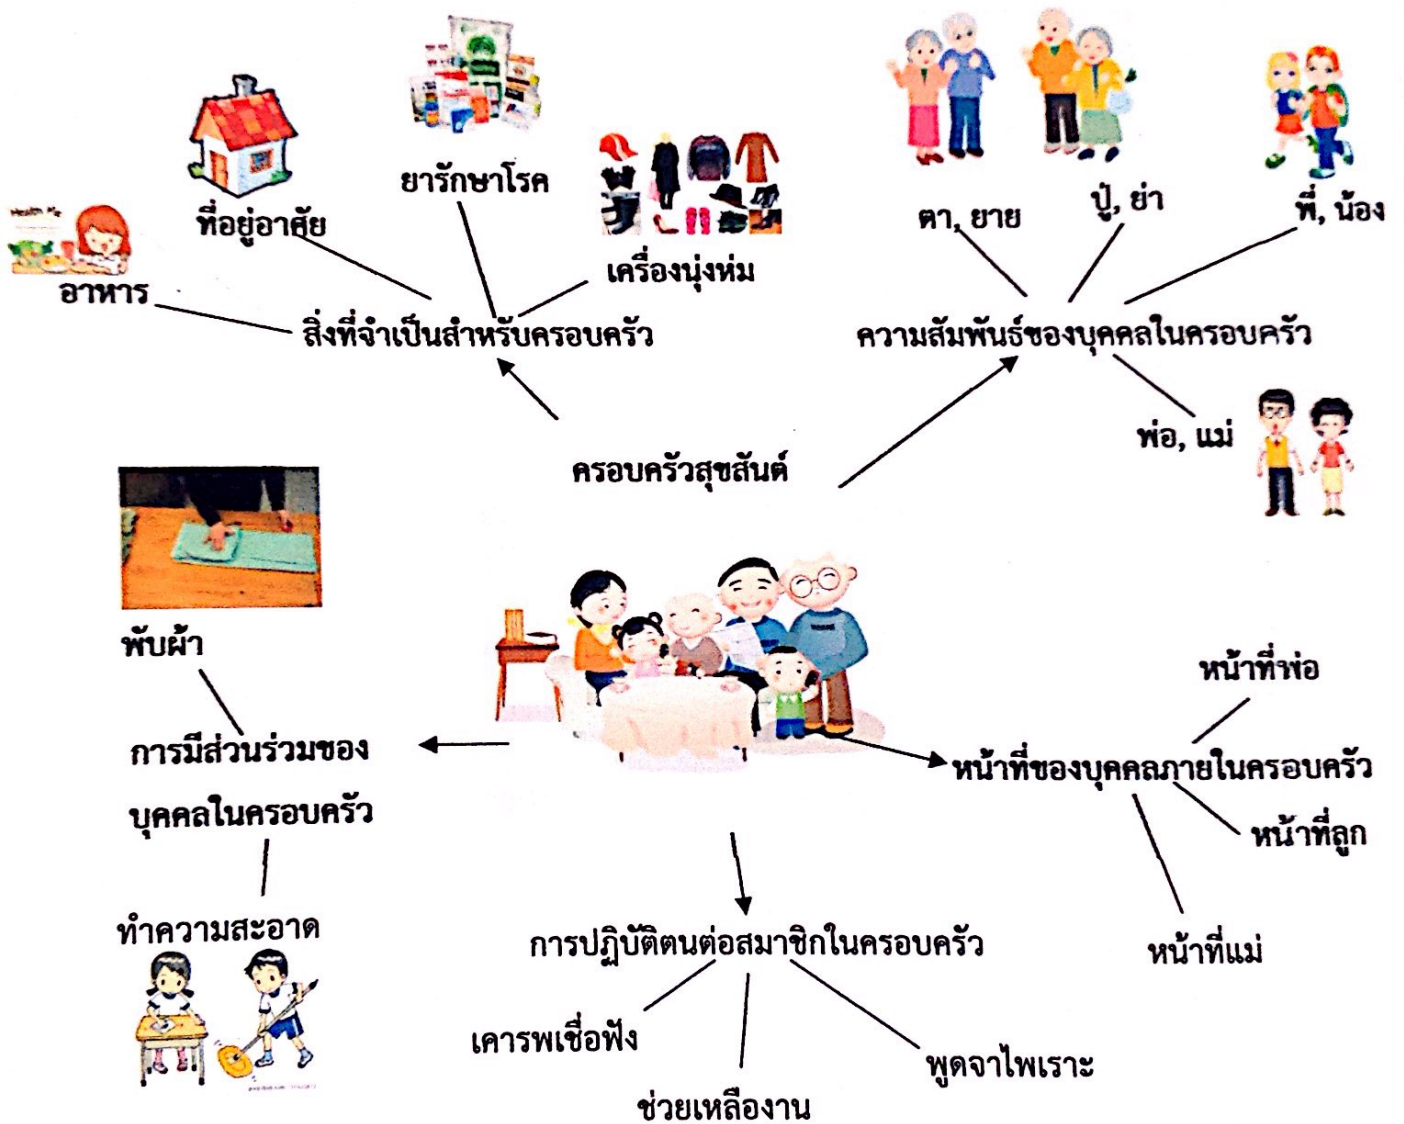 ยารักษาโรค
ที่อยู่อาศัย
Health Me
อาหาร
เครื่องนุ่งห่ม
สิ่งที่จำเป็นสำหรับครอบครัว
ตา, ยาย
ปู่, ย่า
พี่, น้อง
ความสัมพันธ์ของบุคคลในครอบครัว
พ่อ, แม่
ครอบครัวสุขสันต์
พับผ้า
การมีส่วนร่วมของ
บุคคลในครอบครัว
ทำความสะอาด
หน้าที่พ่อ
หน้าที่ของบุคคลภายในครอบครัว
หน้าที่ลูก
หน้าที่แม่
การปฏิบัติตนต่อสมาชิกในครอบครัว
เคารพเชื่อฟัง
ช่วยเหลืองาน
พูดจาไพเราะ